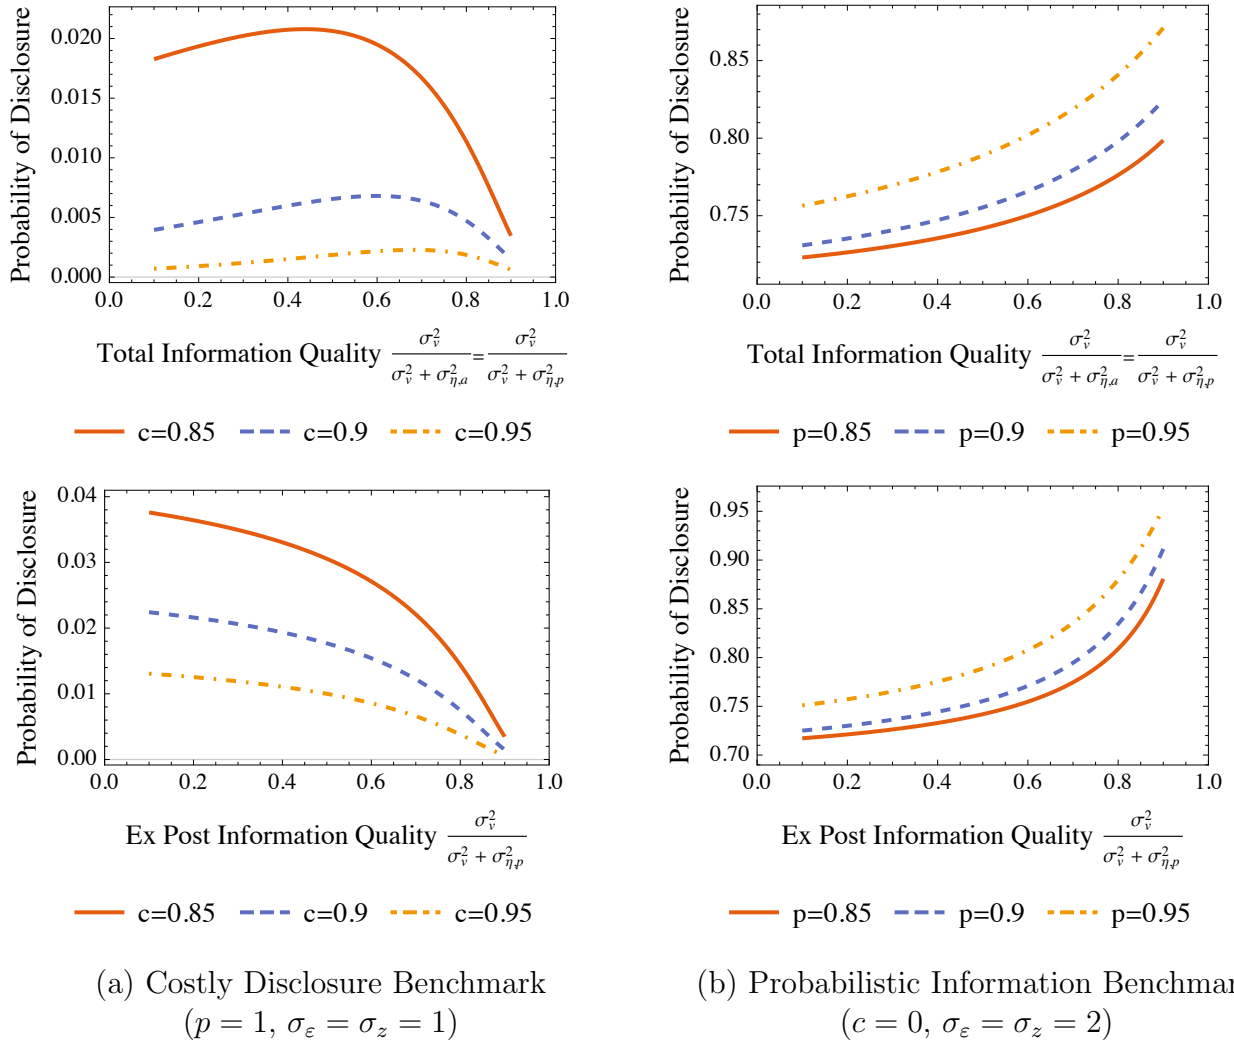 Probability of Disclosure
0.020
0.015
0.010
0.005
0.000
0.0 0.2 0.4 0.6 0.8 1.0
Total Information Quality σ_v^2 / (σ_v^2 + σ_{η,a}^2) = σ_v^2 / (σ_v^2 + σ_{η,p}^2)
c=0.85 c=0.9 c=0.95
Probability of Disclosure
0.85
0.80
0.75
0.0 0.2 0.4 0.6 0.8 1.0
Total Information Quality σ_v^2 / (σ_v^2 + σ_{η,a}^2) = σ_v^2 / (σ_v^2 + σ_{η,p}^2)
p=0.85 p=0.9 p=0.95
Probability of Disclosure
0.04
0.03
0.02
0.01
0.00
0.0 0.2 0.4 0.6 0.8 1.0
Ex Post Information Quality σ_v^2 / (σ_v^2 + σ_{η,p}^2)
c=0.85 c=0.9 c=0.95
Probability of Disclosure
0.95
0.90
0.85
0.80
0.75
0.70
0.0 0.2 0.4 0.6 0.8 1.0
Ex Post Information Quality σ_v^2 / (σ_v^2 + σ_{η,p}^2)
p=0.85 p=0.9 p=0.95
(a) Costly Disclosure Benchmark
(p = 1, σ_ε = σ_z = 1)
(b) Probabilistic Information Benchmar
(c = 0, σ_ε = σ_z = 2)